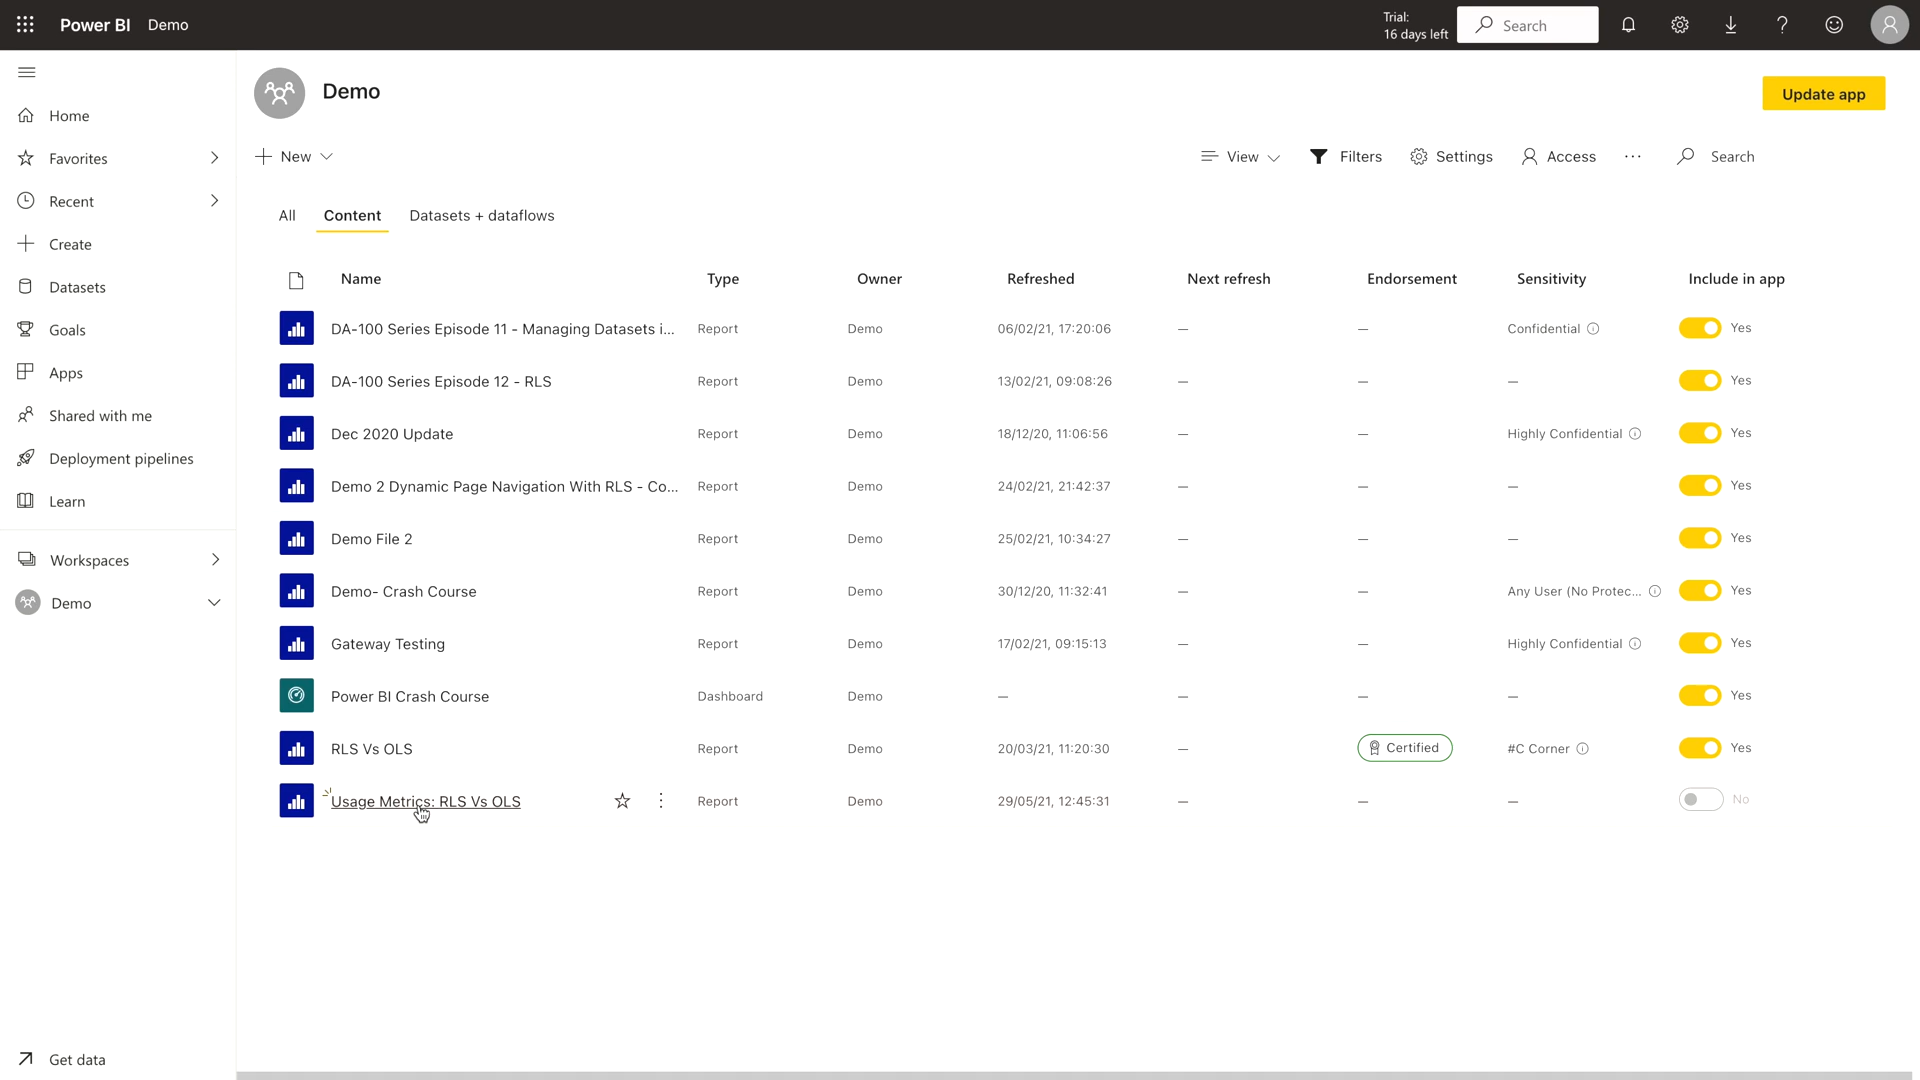 Power BI Demo
Trial:
16 days left
Search
Home
Favorites
Recent
Create
Datasets
Goals
Apps
Shared with me
Deployment pipelines
Learn
Workspaces
Demo
Get data
Demo
Update app
New
View
Filters
Settings
Access
Search
All Content Datasets + dataflows
Name Type Owner Refreshed Next refresh Endorsement Sensitivity Include in app
DA-100 Series Episode 11 - Managing Datasets i... Report Demo 06/02/21, 17:20:06 — — Confidential Yes
DA-100 Series Episode 12 - RLS Report Demo 13/02/21, 09:08:26 — — — Yes
Dec 2020 Update Report Demo 18/12/20, 11:06:56 — — Highly Confidential Yes
Demo 2 Dynamic Page Navigation With RLS - Co... Report Demo 24/02/21, 21:42:37 — — — Yes
Demo File 2 Report Demo 25/02/21, 10:34:27 — — — Yes
Demo- Crash Course Report Demo 30/12/20, 11:32:41 — — Any User (No Protec... Yes
Gateway Testing Report Demo 17/02/21, 09:15:13 — — Highly Confidential Yes
Power BI Crash Course Dashboard Demo — — — — Yes
RLS Vs OLS Report Demo 20/03/21, 11:20:30 — Certified #C Corner Yes
Usage Metrics: RLS Vs OLS Report Demo 29/05/21, 12:45:31 — — — No